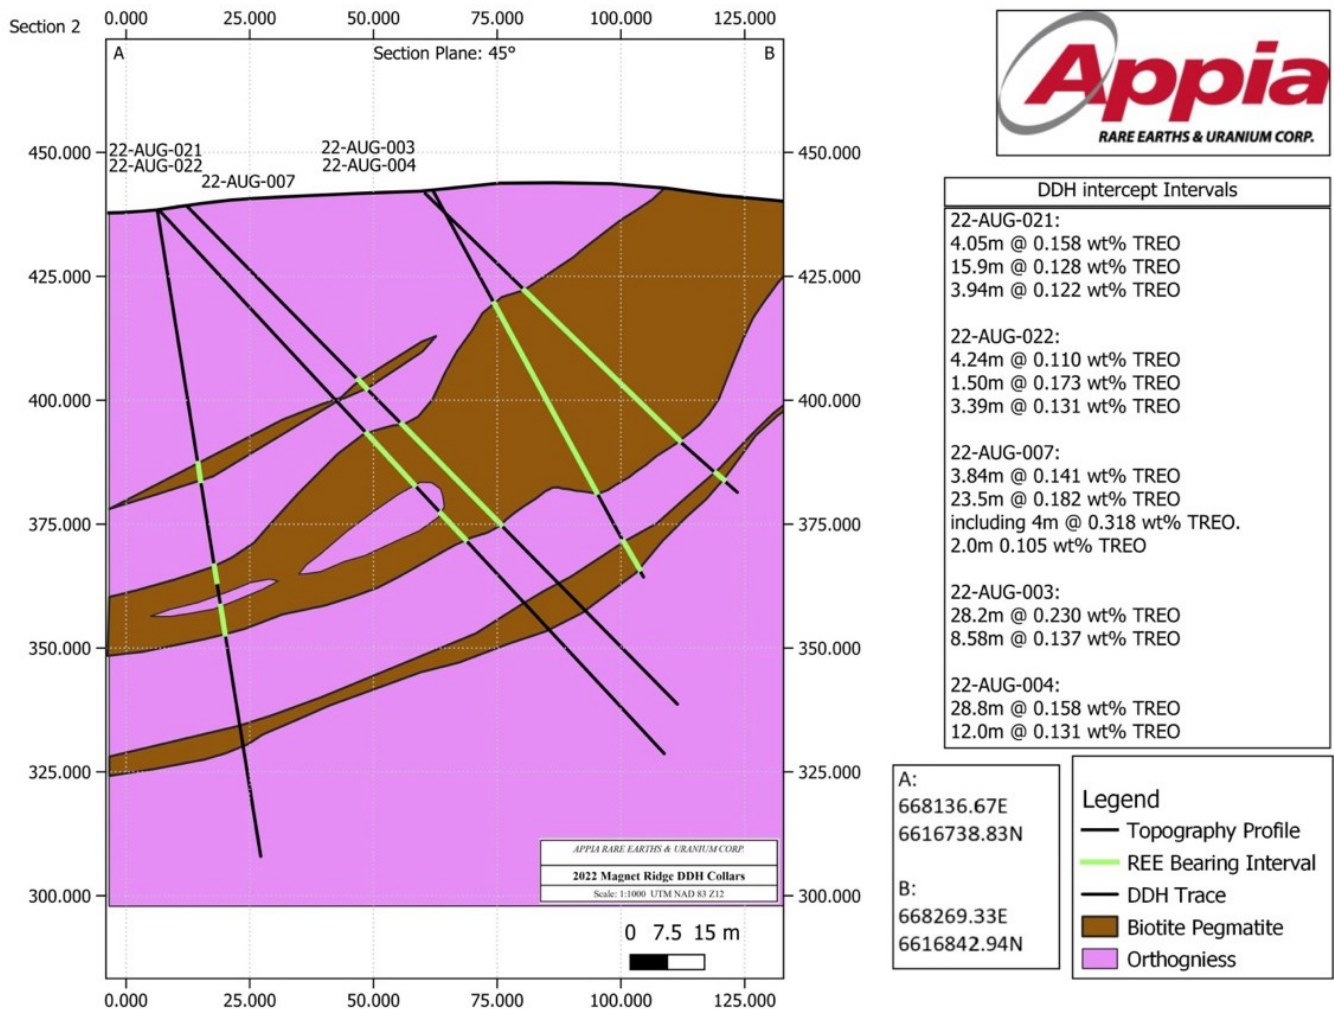 Section 2
0.000 25.000 50.000 75.000 100.000 125.000
A Section Plane: 45° B
450.000 450.000
22-AUG-021
22-AUG-022
22-AUG-007
22-AUG-003
22-AUG-004
425.000 425.000
400.000 400.000
375.000 375.000
350.000 350.000
325.000 325.000
300.000 300.000
APPIA RARE EARTHS & URANIUM CORP.
2022 Magnet Ridge DDH Collars
Scale: 1:1000 UTM NAD 83 Z12
0 7.5 15 m
0.000 25.000 50.000 75.000 100.000 125.000
Appia
RARE EARTHS & URANIUM CORP.
DDH intercept Intervals
22-AUG-021:
4.05m @ 0.158 wt% TREO
15.9m @ 0.128 wt% TREO
3.94m @ 0.122 wt% TREO
22-AUG-022:
4.24m @ 0.110 wt% TREO
1.50m @ 0.173 wt% TREO
3.39m @ 0.131 wt% TREO
22-AUG-007:
3.84m @ 0.141 wt% TREO
23.5m @ 0.182 wt% TREO
including 4m @ 0.318 wt% TREO.
2.0m 0.105 wt% TREO
22-AUG-003:
28.2m @ 0.230 wt% TREO
8.58m @ 0.137 wt% TREO
22-AUG-004:
28.8m @ 0.158 wt% TREO
12.0m @ 0.131 wt% TREO
A:
668136.67E
6616738.83N
B:
668269.33E
6616842.94N
Legend
Topography Profile
REE Bearing Interval
DDH Trace
Biotite Pegmatite
Orthogniess